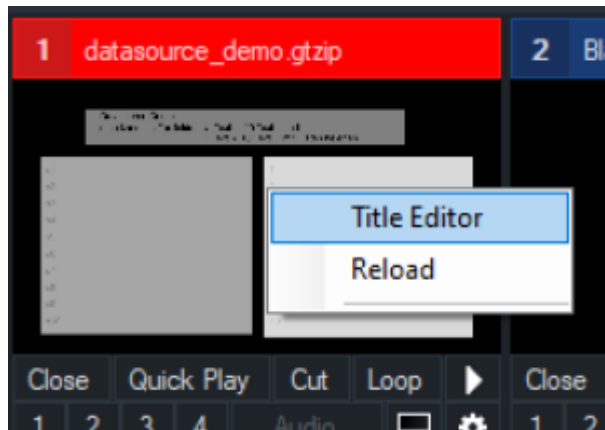 1 datasource_demo.gtzip 2 Bl
Title Editor
Reload
Close Quick Play Cut Loop Close
1 2 3 4 Audio 1 2